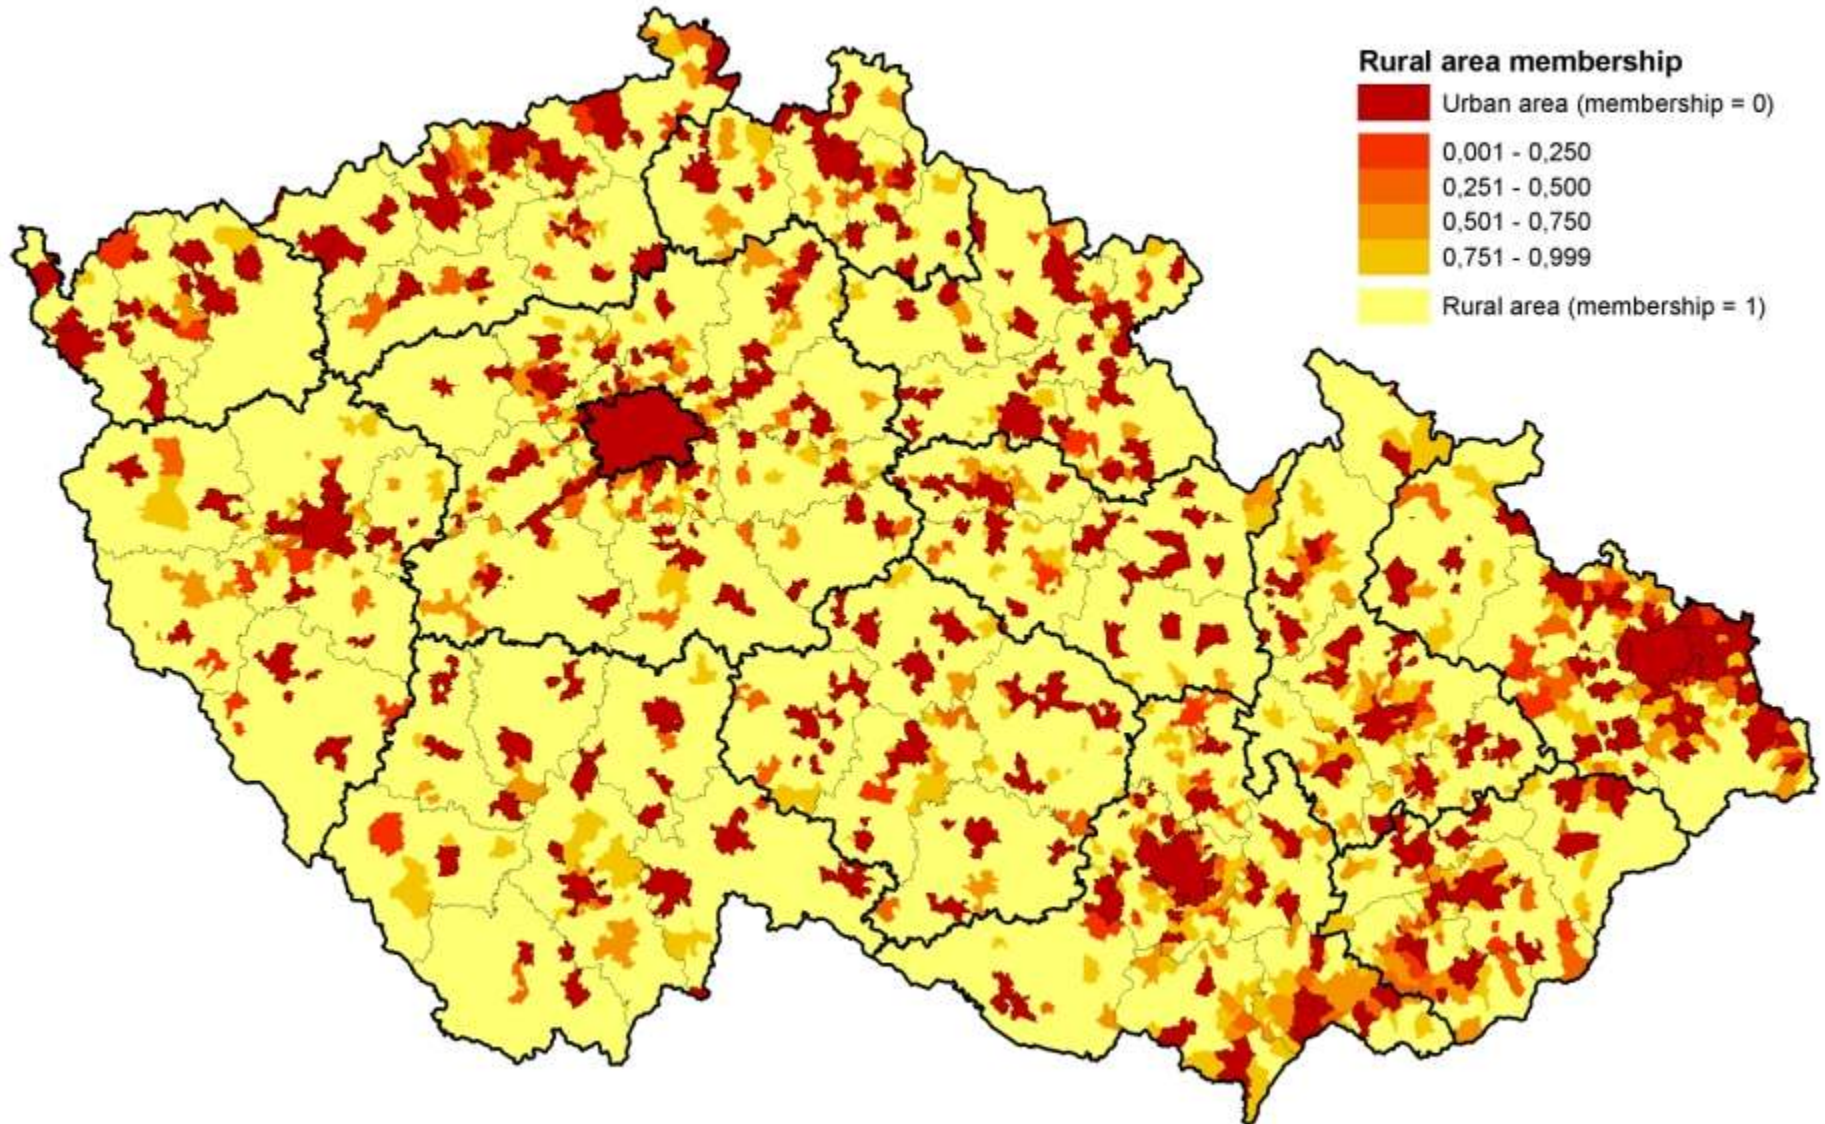 Rural area membership
Urban area (membership = 0)
0,001 - 0,250
0,251 - 0,500
0,501 - 0,750
0,751 - 0,999
Rural area (membership = 1)